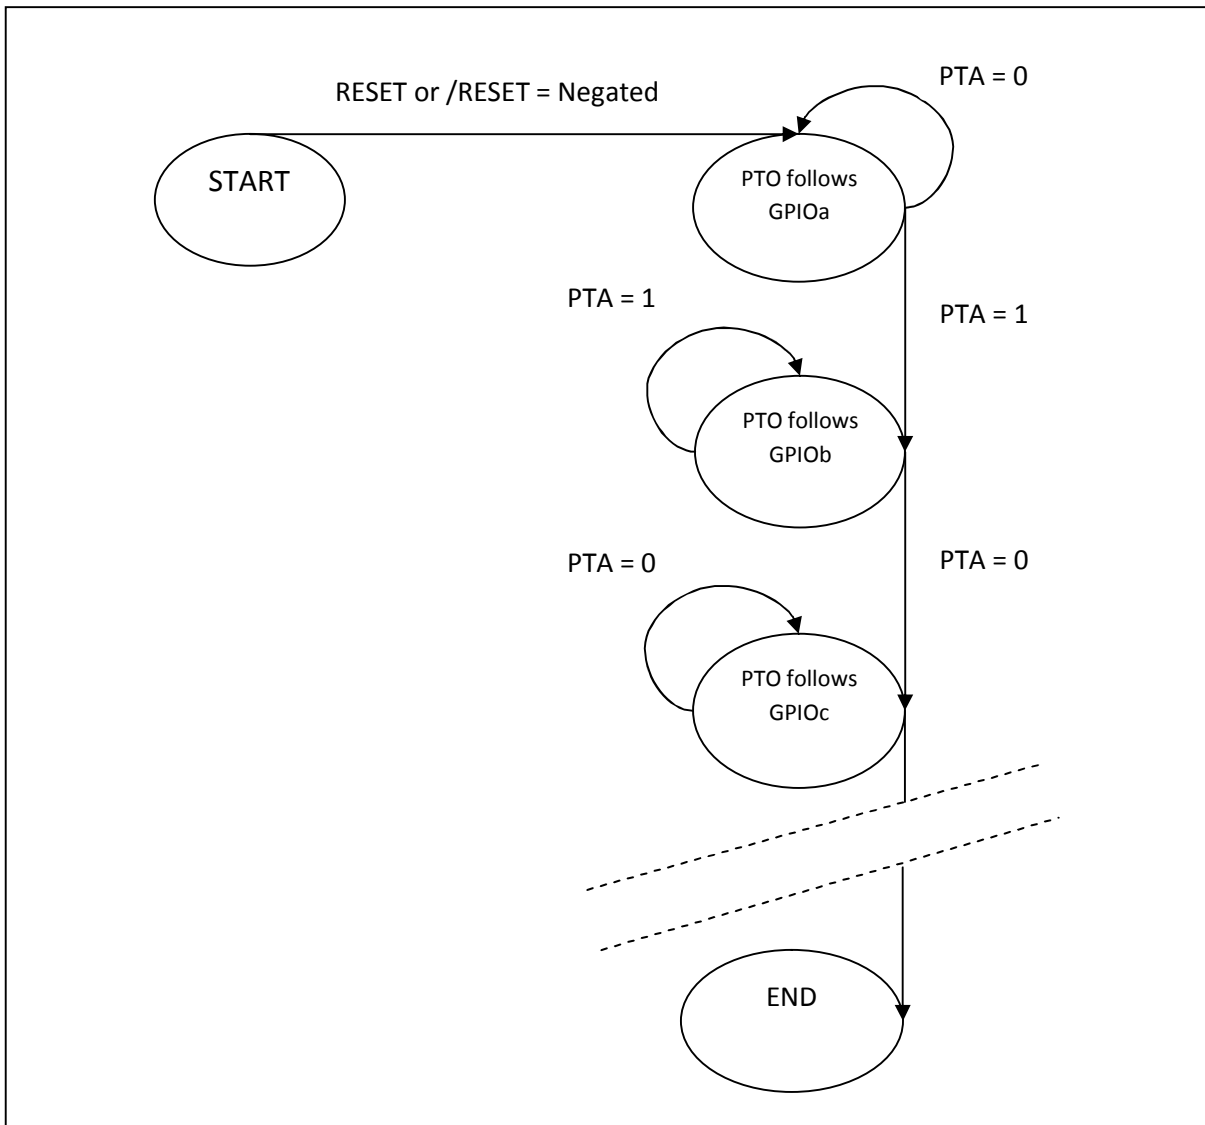 RESET or /RESET = Negated
PTA = 0
START
PTO follows
GPIOa
PTA = 1
PTA = 1
PTO follows
GPIOb
PTA = 0
PTA = 0
PTO follows
GPIOc
END